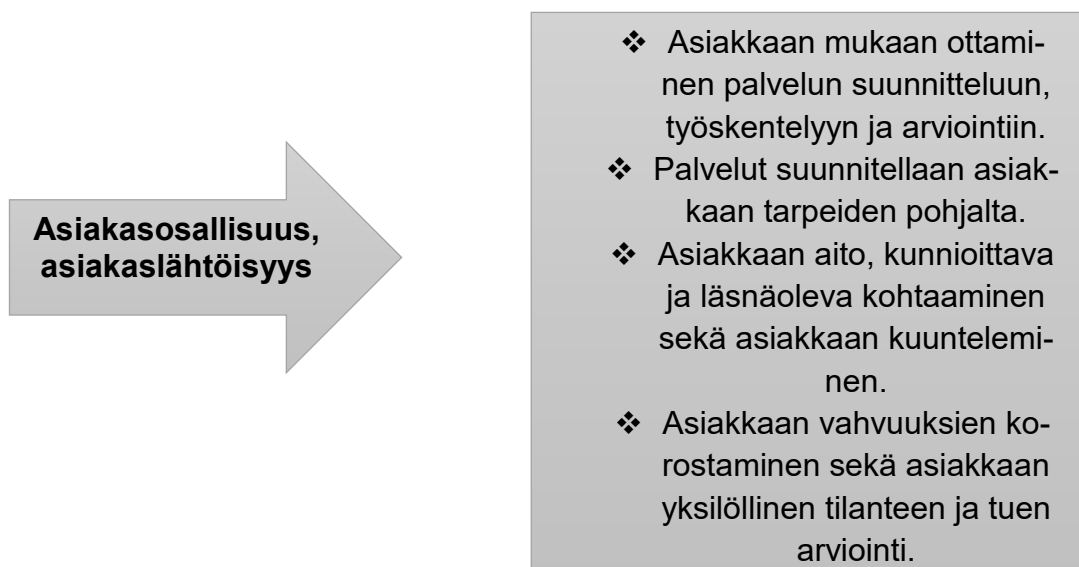 Asiakasosallisuus,
asiakaslähtöisyys
❖ Asiakkaan mukaan ottami-
nen palvelun suunnitteluun,
työskentelyyn ja arviointiin.
❖ Palvelut suunnitellaan asiak-
kaan tarpeiden pohjalta.
❖ Asiakkaan aito, kunnioittava
ja läsnäoleva kohtaaminen
sekä asiakkaan kuuntelemi-
nen.
❖ Asiakkaan vahvuuksien ko-
rostaminen sekä asiakkaan
yksilöllinen tilanteen ja tuen
arviointi.